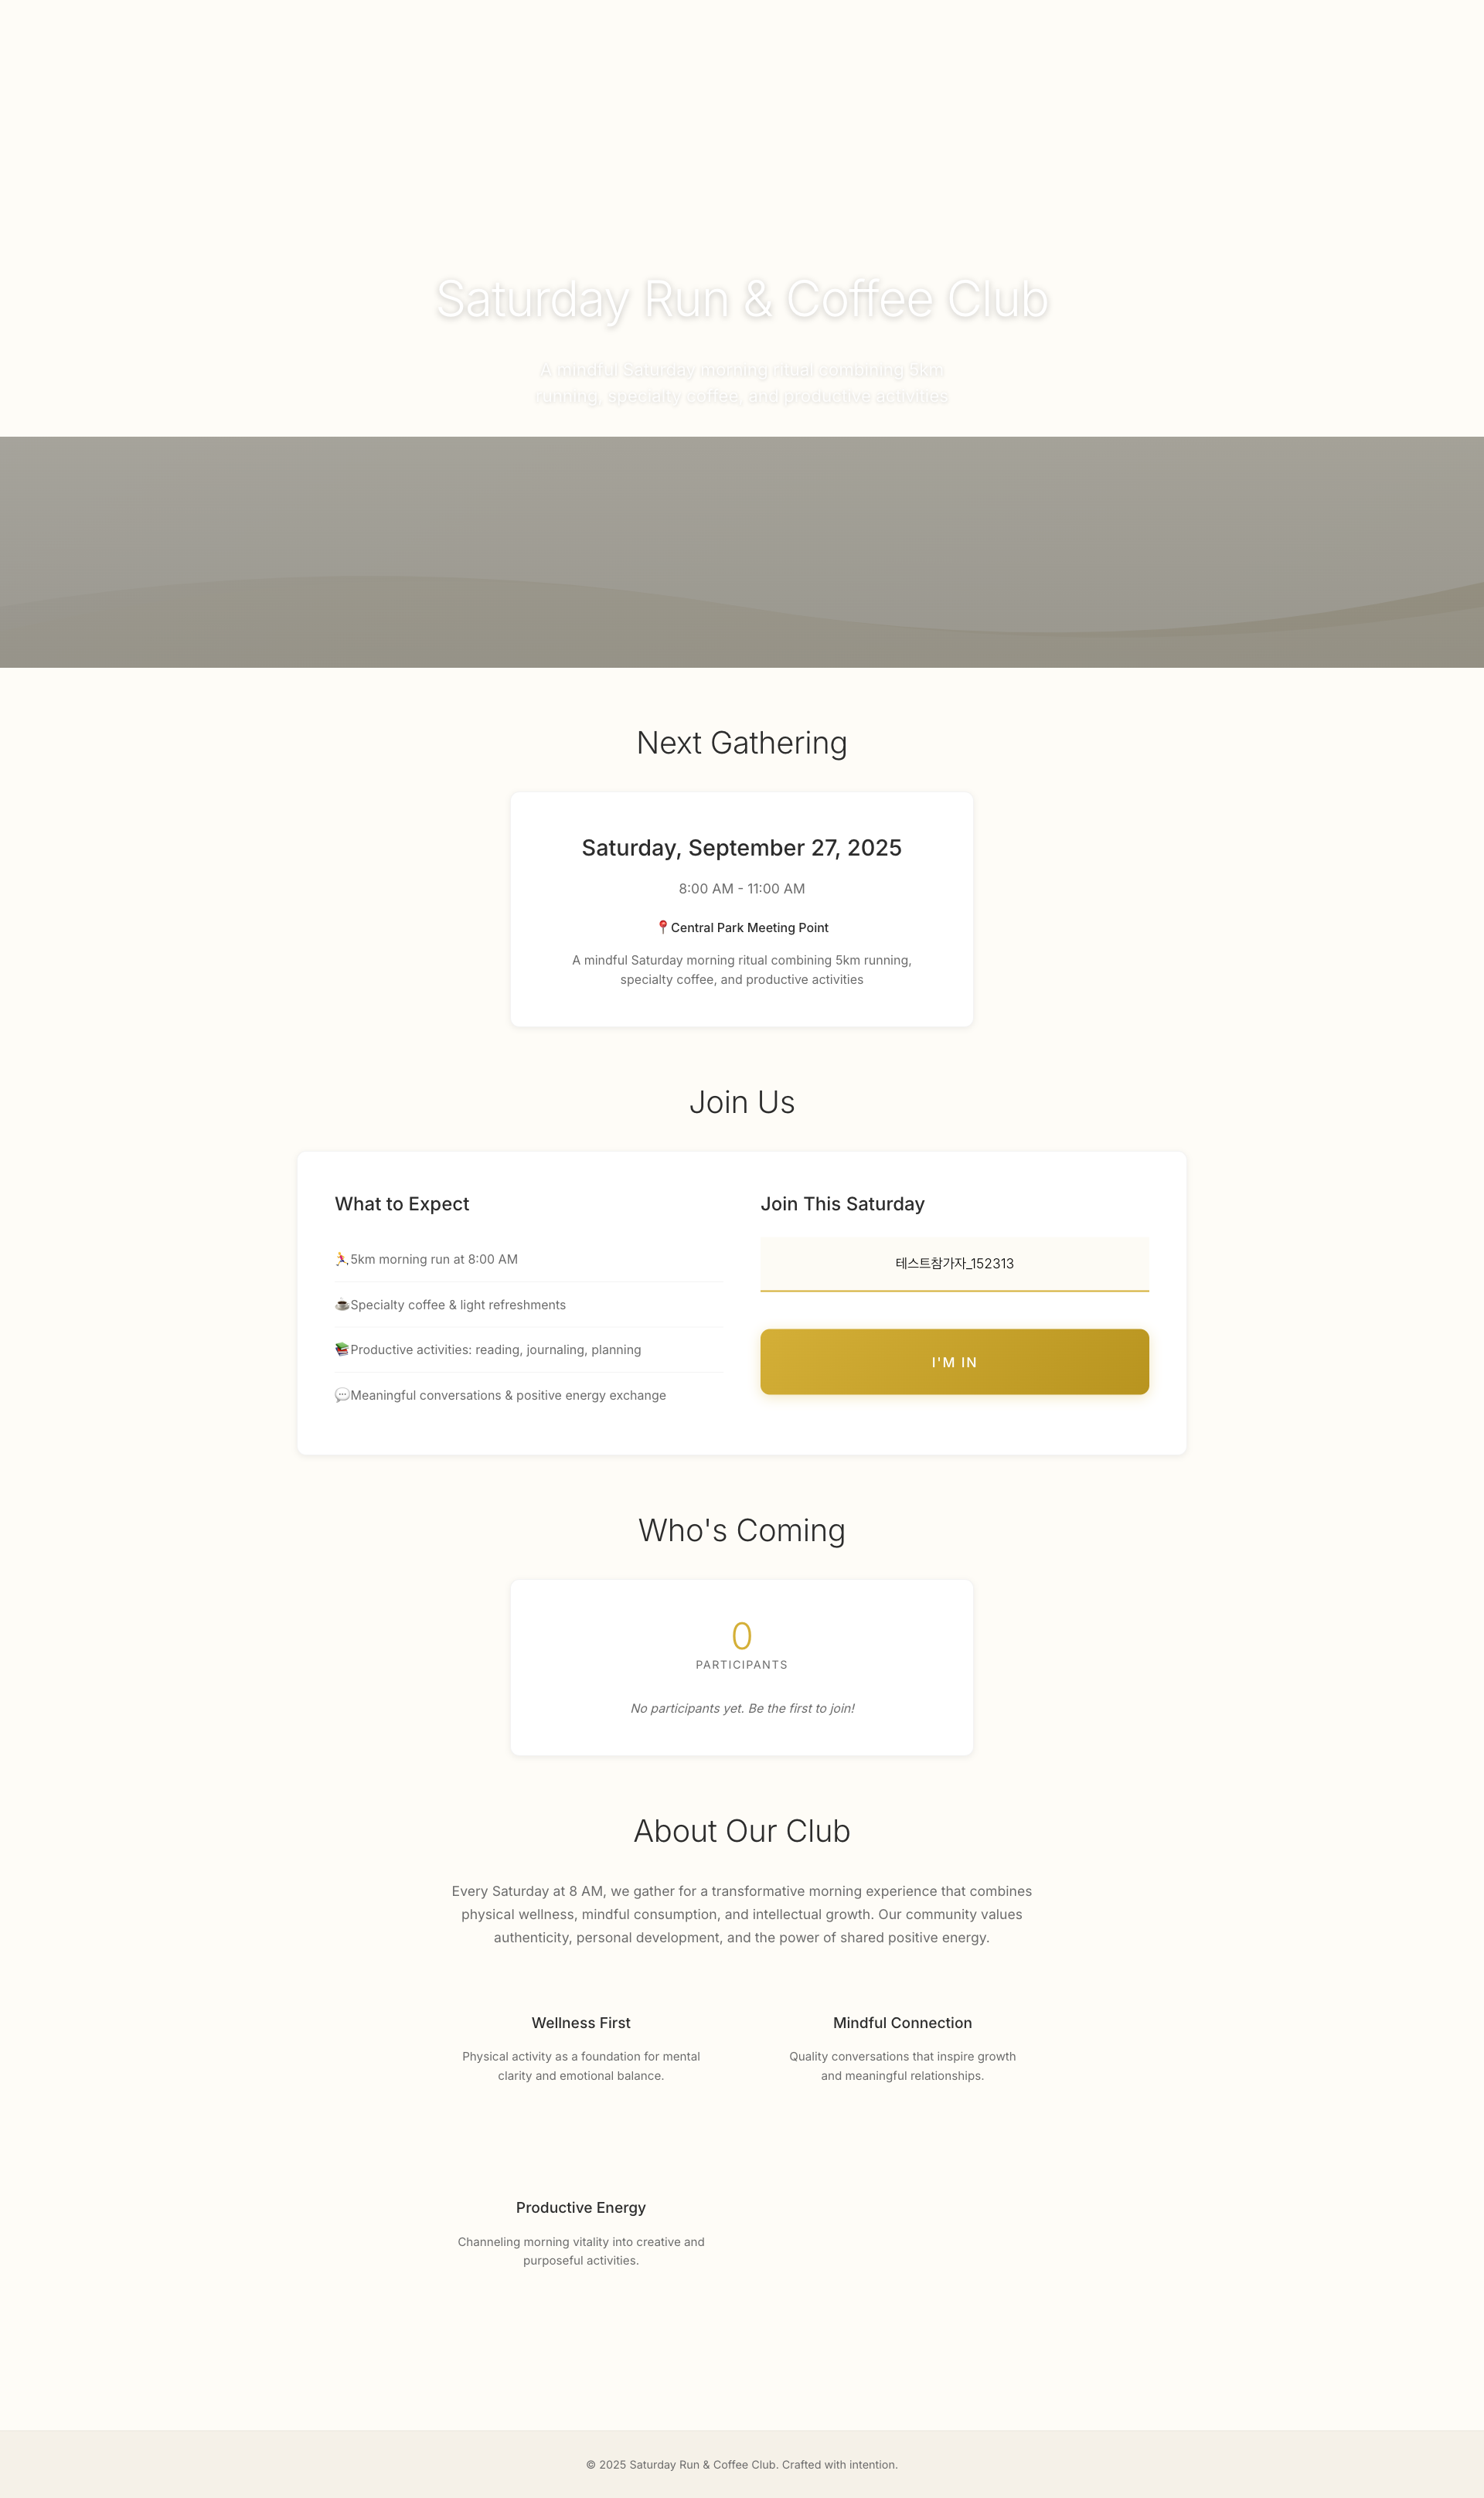 Saturday Run & Coffee Club
A mindful Saturday morning ritual combining 5km
running, specialty coffee, and productive activities
Next Gathering
Saturday, September 27, 2025
8:00 AM - 11:00 AM
📍Central Park Meeting Point
A mindful Saturday morning ritual combining 5km running,
specialty coffee, and productive activities
Join Us
What to Expect
🏃5km morning run at 8:00 AM
☕Specialty coffee & light refreshments
📚Productive activities: reading, journaling, planning
💬Meaningful conversations & positive energy exchange
Join This Saturday
테스트참가자_152313
I'M IN
Who's Coming
0
PARTICIPANTS
No participants yet. Be the first to join!
About Our Club
Every Saturday at 8 AM, we gather for a transformative morning experience that combines
physical wellness, mindful consumption, and intellectual growth. Our community values
authenticity, personal development, and the power of shared positive energy.
Wellness First
Physical activity as a foundation for mental
clarity and emotional balance.
Mindful Connection
Quality conversations that inspire growth
and meaningful relationships.
Productive Energy
Channeling morning vitality into creative and
purposeful activities.
© 2025 Saturday Run & Coffee Club. Crafted with intention.